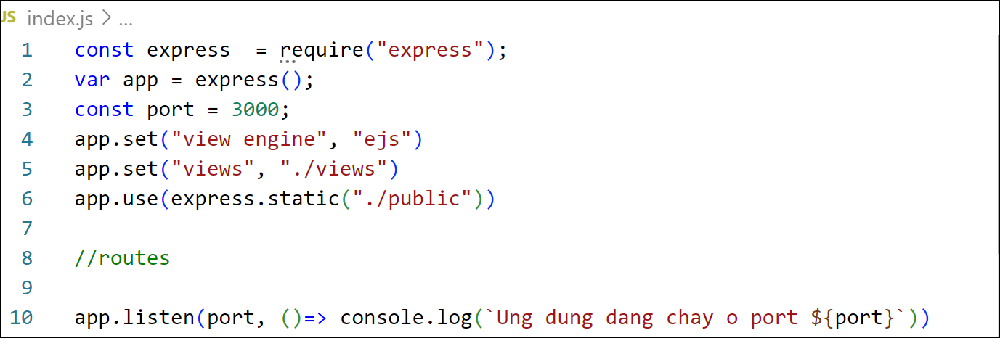 JS index.js > ...
1 const express  = require("express");
2 var app = express();
3 const port = 3000;
4 app.set("view engine", "ejs")
5 app.set("views", "./views")
6 app.use(express.static("./public"))
7
8 //routes
9
10 app.listen(port, ()=> console.log(`Ung dung dang chay o port ${port}`))